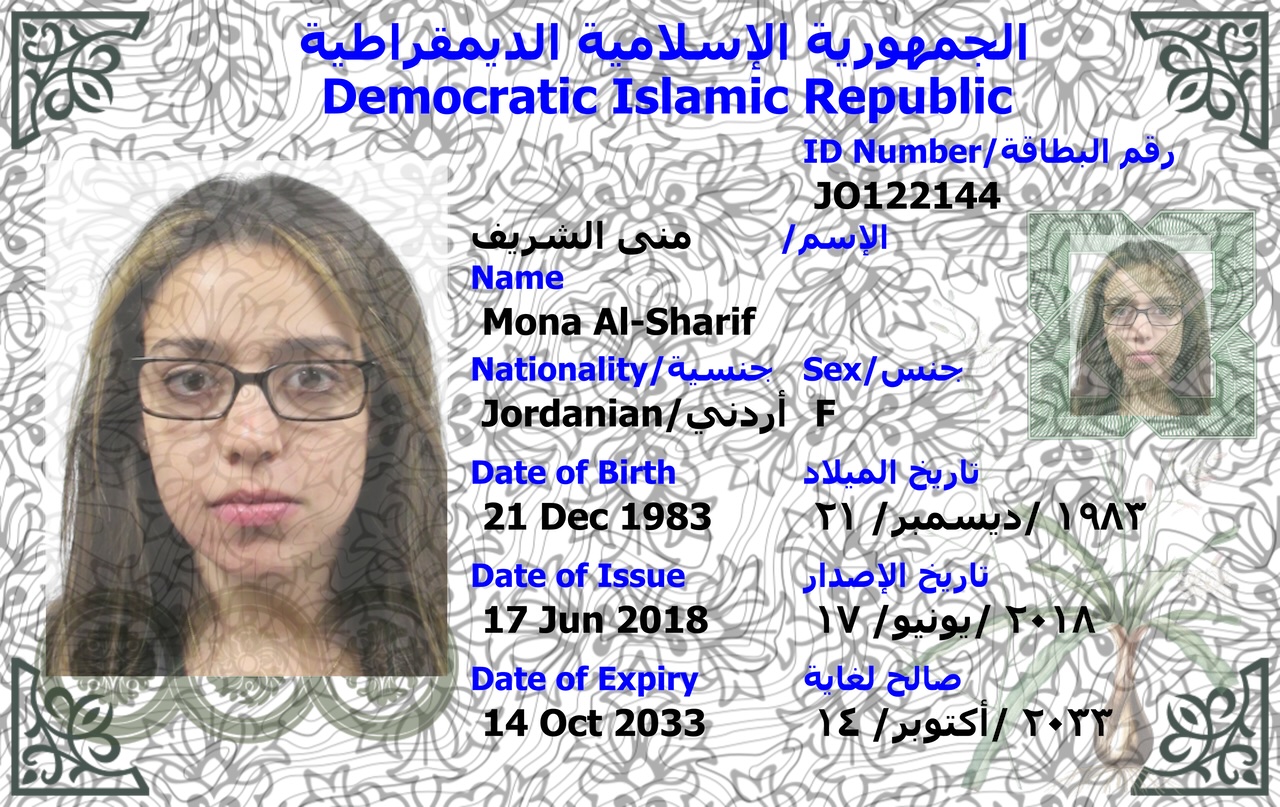 الجمهورية الإسلامية الديمقراطية
Democratic Islamic Republic
ID Number/رقم البطاقة
JO122144
الإسم/ منى الشريف
Name
Mona Al-Sharif
Nationality/جنسية Sex/جنس
Jordanian/أردني F
Date of Birth تاريخ الميلاد
21 Dec 1983 ٢١ /ديسمبر/ ١٩٨٣
Date of Issue تاريخ الإصدار
17 Jun 2018 ١٧ /يونيو/ ٢٠١٨
Date of Expiry صالح لغاية
14 Oct 2033 ١٤ /أكتوبر/ ٢٠٣٣